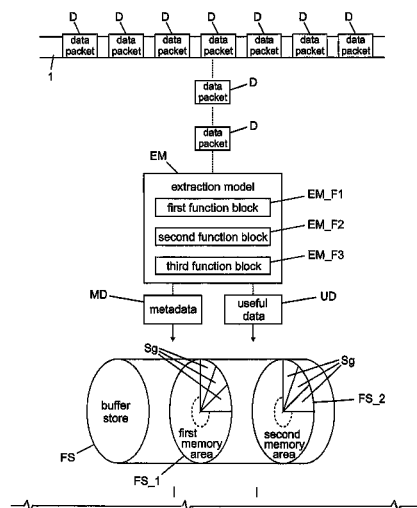 D D D D D D D
data packet data packet data packet data packet data packet data packet data packet
1
data packet D
data packet D
EM
extraction model
first function block EM_F1
second function block EM_F2
third function block EM_F3
MD metadata useful data UD
Sg Sg
buffer store
first memory area
second memory area
FS_2
FS
FS_1